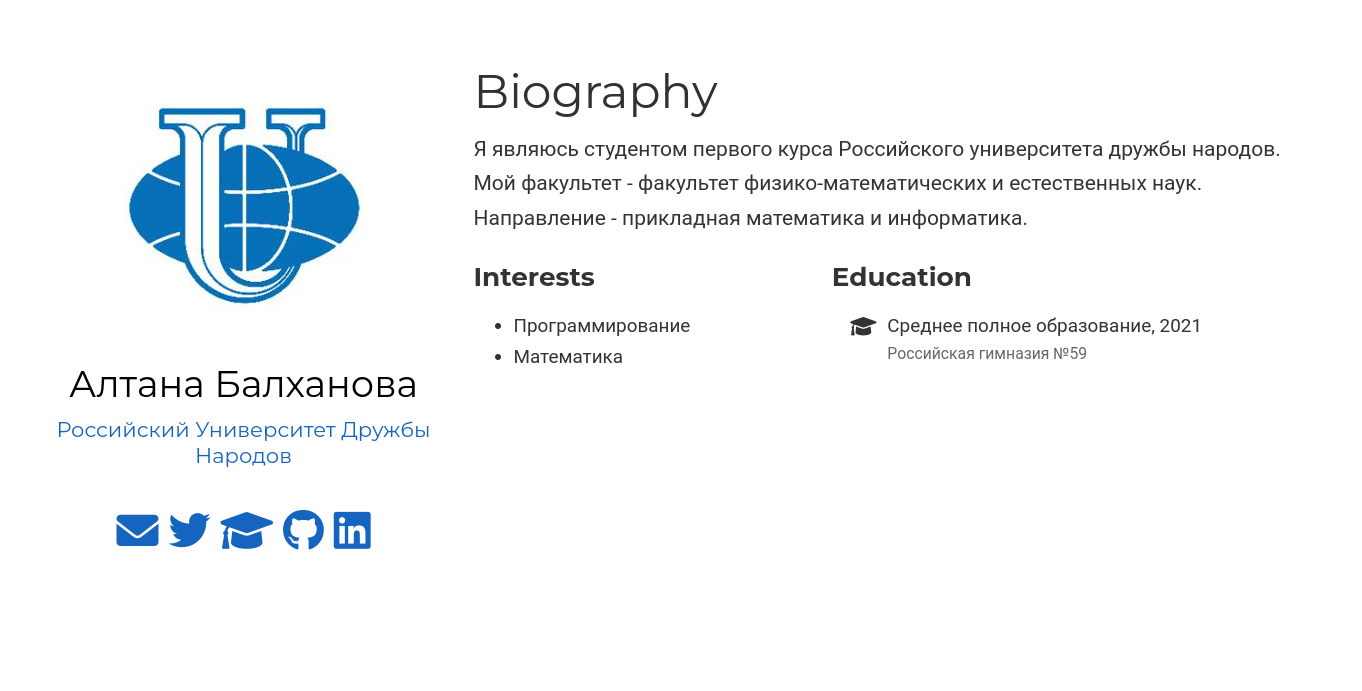 Алтана Балханова
Российский Университет Дружбы
Народов
Biography
Я являюсь студентом первого курса Российского университета дружбы народов.
Мой факультет - факультет физико-математических и естественных наук.
Направление - прикладная математика и информатика.
Interests
Программирование
Математика
Education
Среднее полное образование, 2021
Российская гимназия №59